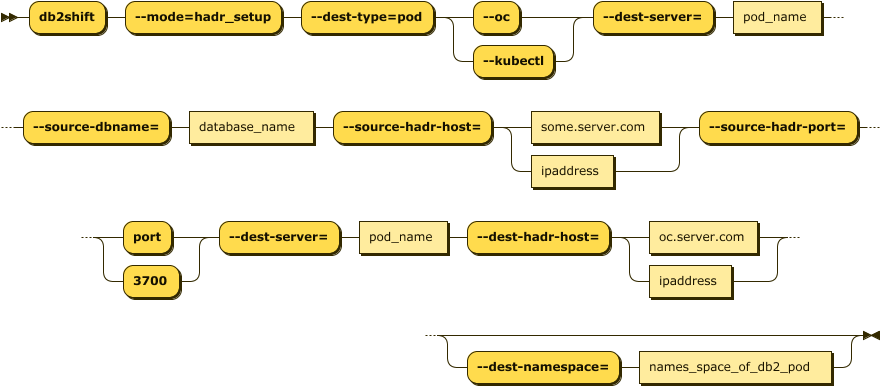 db2shift --mode=hadr_setup --dest-type=pod --oc --dest-server= pod_name
--kubectl
--source-dbname= database_name --source-hadr-host= some.server.com --source-hadr-port=
ipaddress
port --dest-server= pod_name --dest-hadr-host= oc.server.com
3700 ipaddress
--dest-namespace= names_space_of_db2_pod